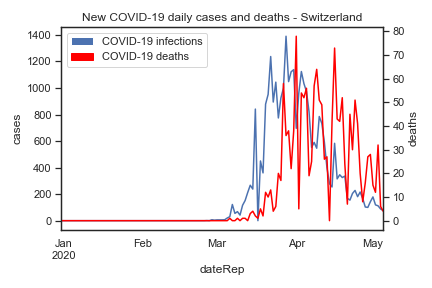 New COVID-19 daily cases and deaths - Switzerland
COVID-19 infections
COVID-19 deaths
1400
1200
1000
800
600
400
200
0
cases
80
70
60
50
40
30
20
10
0
deaths
Jan Feb Mar Apr May
2020
dateRep